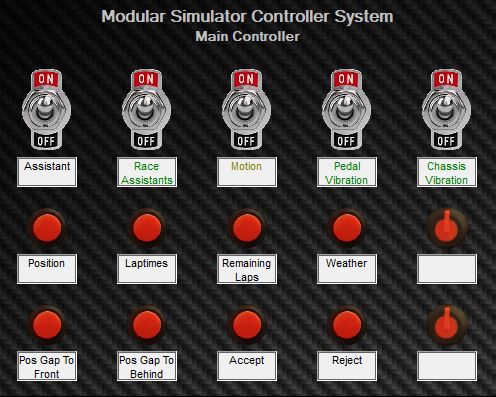 Modular Simulator Controller System
Main Controller
ON ON ON ON ON
OFF OFF OFF OFF OFF
Assistant
Race
Assistants
Motion
Pedal
Vibration
Chassis
Vibration
Position
Laptimes
Remaining
Laps
Weather
Pos Gap To
Front
Pos Gap To
Behind
Accept
Reject